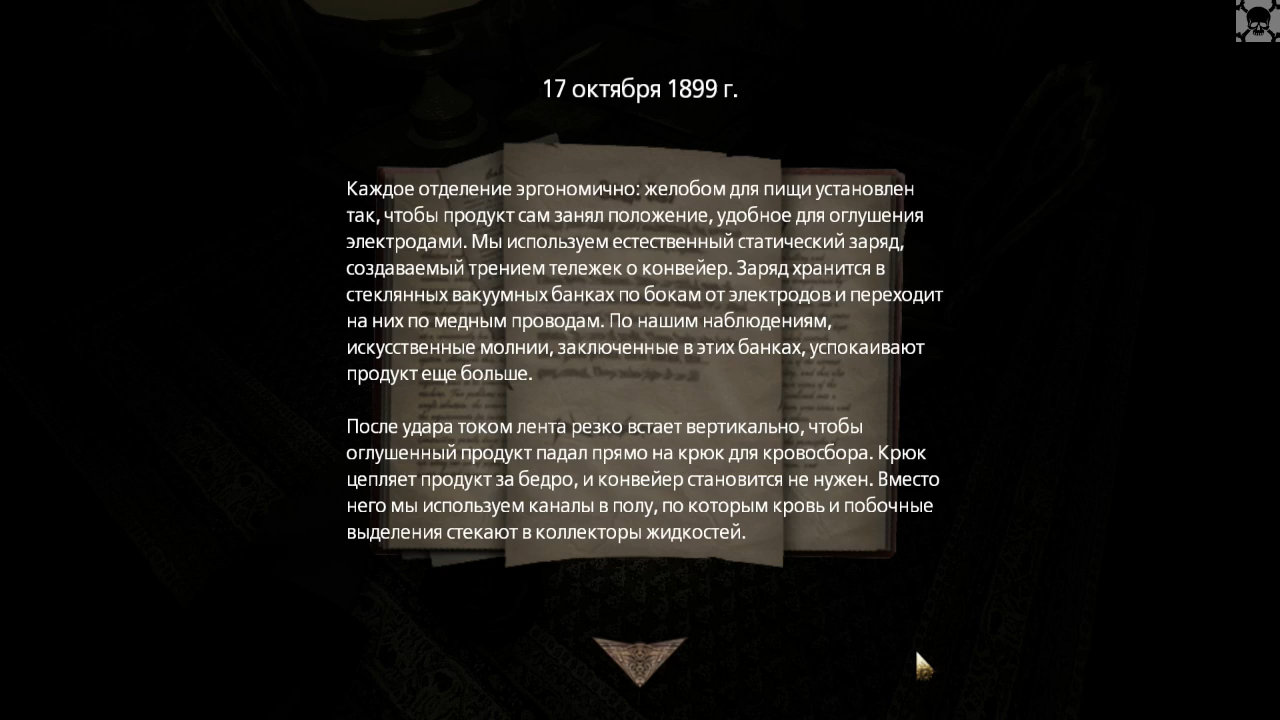 17 октября 1899 г.
Каждое отделение эргономично: желобом для пищи установлен
так, чтобы продукт сам занял положение, удобное для оглушения
электродами. Мы используем естественный статический заряд,
создаваемый трением тележек о конвейер. Заряд хранится в
стеклянных вакуумных банках по бокам от электродов и переходит
на них по медным проводам. По нашим наблюдениям,
искусственные молнии, заключенные в этих банках, успокаивают
продукт еще больше.
После удара током лента резко встает вертикально, чтобы
оглушенный продукт падал прямо на крюк для кровосбора. Крюк
цепляет продукт за бедро, и конвейер становится не нужен. Вместо
него мы используем каналы в полу, по которым кровь и побочные
выделения стекают в коллекторы жидкостей.